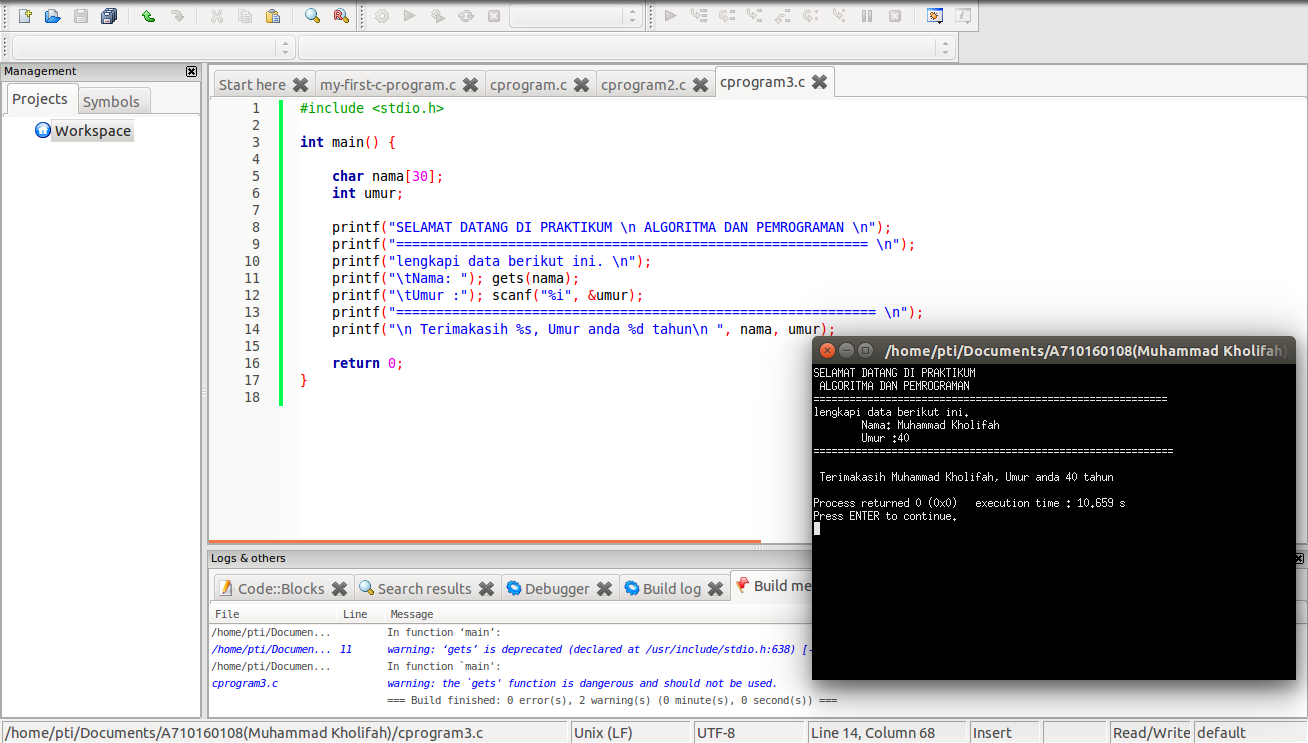 Management
Projects
Symbols
Workspace
Start here
my-first-c-program.c
cprogram.c
cprogram2.c
cprogram3.c
1 #include <stdio.h>
2
3 int main() {
4
5 char nama[30];
6 int umur;
7
8 printf("SELAMAT DATANG DI PRAKTIKUM \n ALGORITMA DAN PEMROGRAMAN \n");
9 printf("=========================================================== \n");
10 printf("lengkapi data berikut ini. \n");
11 printf("\tNama: "); gets(nama);
12 printf("\tUmur :"); scanf("%i", &umur);
13 printf("============================================================ \n");
14 printf("\n Terimakasih %s, Umur anda %d tahun\n ", nama, umur);
15
16 return 0;
17 }
18
/home/pti/Documents/A710160108(Muhammad Kholifah)
SELAMAT DATANG DI PRAKTIKUM
ALGORITMA DAN PEMROGRAMAN
===========================================================
lengkapi data berikut ini.
Nama: Muhammad Kholifah
Umur :40
============================================================
Terimakasih Muhammad Kholifah, Umur anda 40 tahun
Process returned 0 (0x0) execution time : 10.659 s
Press ENTER to continue.
Logs & others
Code::Blocks
Search results
Debugger
Build log
Build me
File Line Message
/home/pti/Documen... In function ‘main’:
/home/pti/Documen... 11 warning: ‘gets’ is deprecated (declared at /usr/include/stdio.h:638) [-
/home/pti/Documen... In function `main':
cprogram3.c warning: the `gets' function is dangerous and should not be used.
=== Build finished: 0 error(s), 2 warning(s) (0 minute(s), 0 second(s)) ===
/home/pti/Documents/A710160108(Muhammad Kholifah)/cprogram3.c
Unix (LF)
UTF-8
Line 14, Column 68
Insert
Read/Write
default